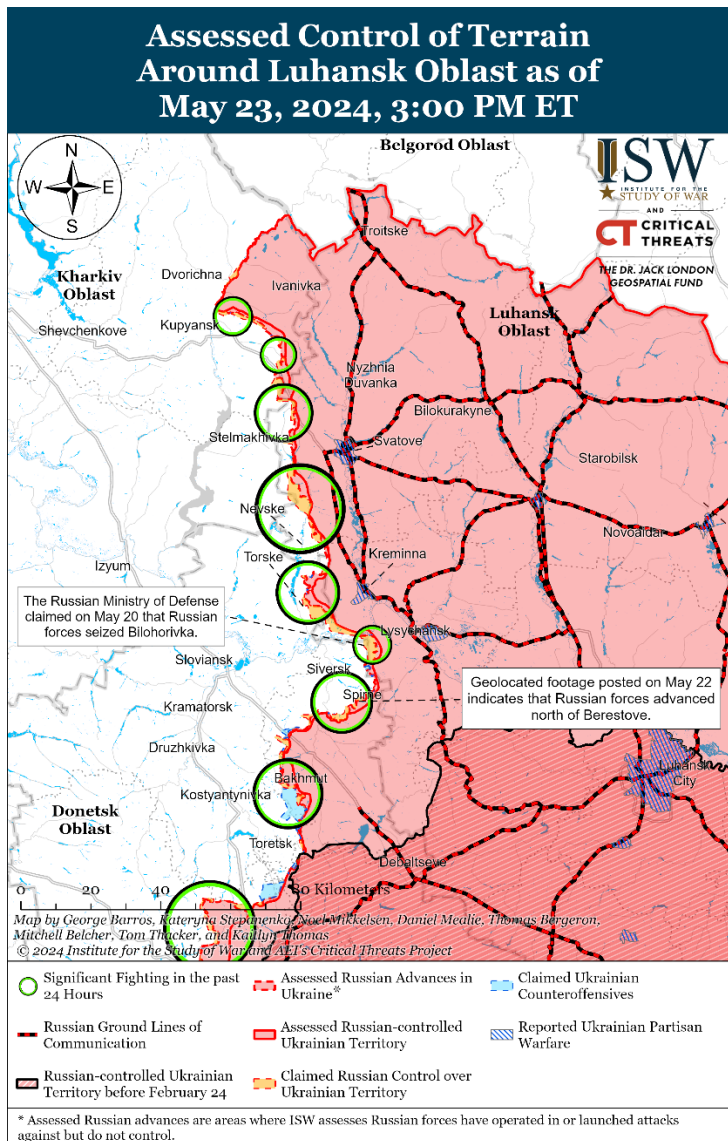 Assessed Control of Terrain
Around Luhansk Oblast as of
May 23, 2024, 3:00 PM ET
N
W E
S
Belgorod Oblast
ISW
INSTITUTE FOR THE
STUDY OF WAR
AND
CT CRITICAL
THREATS
THE DR. JACK LONDON
GEOSPATIAL FUND
Troitske
Dvorichna
Kharkiv
Oblast
Ivanivka
Luhansk
Oblast
Shevchenkove
Kupyansk
Nyzhnia
Duvanka
Bilokurakyne
Stelmakhivka
Svatove
Starobilsk
Nevske
Novoaidar
Torske
Kreminna
Izyum
The Russian Ministry of Defense
claimed on May 20 that Russian
forces seized Bilohorivka.
Lysychansk
Sloviansk
Siversk
Geolocated footage posted on May 22
indicates that Russian forces advanced
north of Berestove.
Spirne
Kramatorsk
Druzhkivka
Luhansk
City
Bakhmut
Kostyantynivka
Donetsk
Oblast
Toretsk
Debaltseve
0 20 40 80 Kilometers
Map by George Barros, Kateryna Stepanenko, Noel Mikkelsen, Daniel Mealie, Thomas Bergeron,
Mitchell Belcher, Tom Thacker, and Kaitlyn Thomas
© 2024 Institute for the Study of War and AEI's Critical Threats Project
Significant Fighting in the past
24 Hours
Assessed Russian Advances in
Ukraine*
Claimed Ukrainian
Counteroffensives
Russian Ground Lines of
Communication
Assessed Russian-controlled
Ukrainian Territory
Reported Ukrainian Partisan
Warfare
Russian-controlled Ukrainian
Territory before February 24
Claimed Russian Control over
Ukrainian Territory
* Assessed Russian advances are areas where ISW assesses Russian forces have operated in or launched attacks
against but do not control.